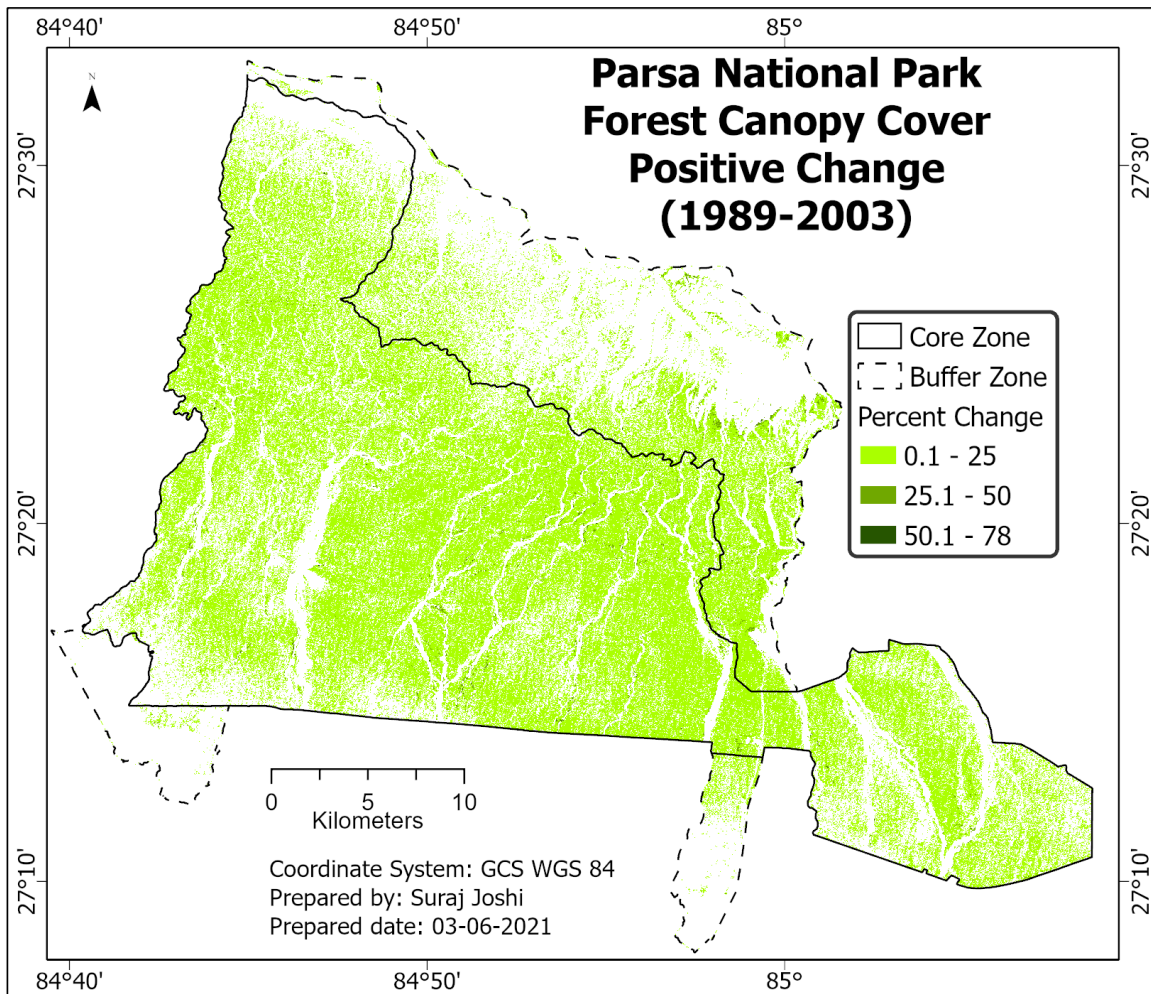 84°40'
84°50'
85°
Parsa National Park
Forest Canopy Cover
Positive Change
(1989-2003)
N
27°30'
27°30'
Core Zone
Buffer Zone
Percent Change
0.1 - 25
25.1 - 50
50.1 - 78
27°20'
27°20'
0 5 10
Kilometers
Coordinate System: GCS WGS 84
Prepared by: Suraj Joshi
Prepared date: 03-06-2021
27°10'
27°10'
84°40'
84°50'
85°